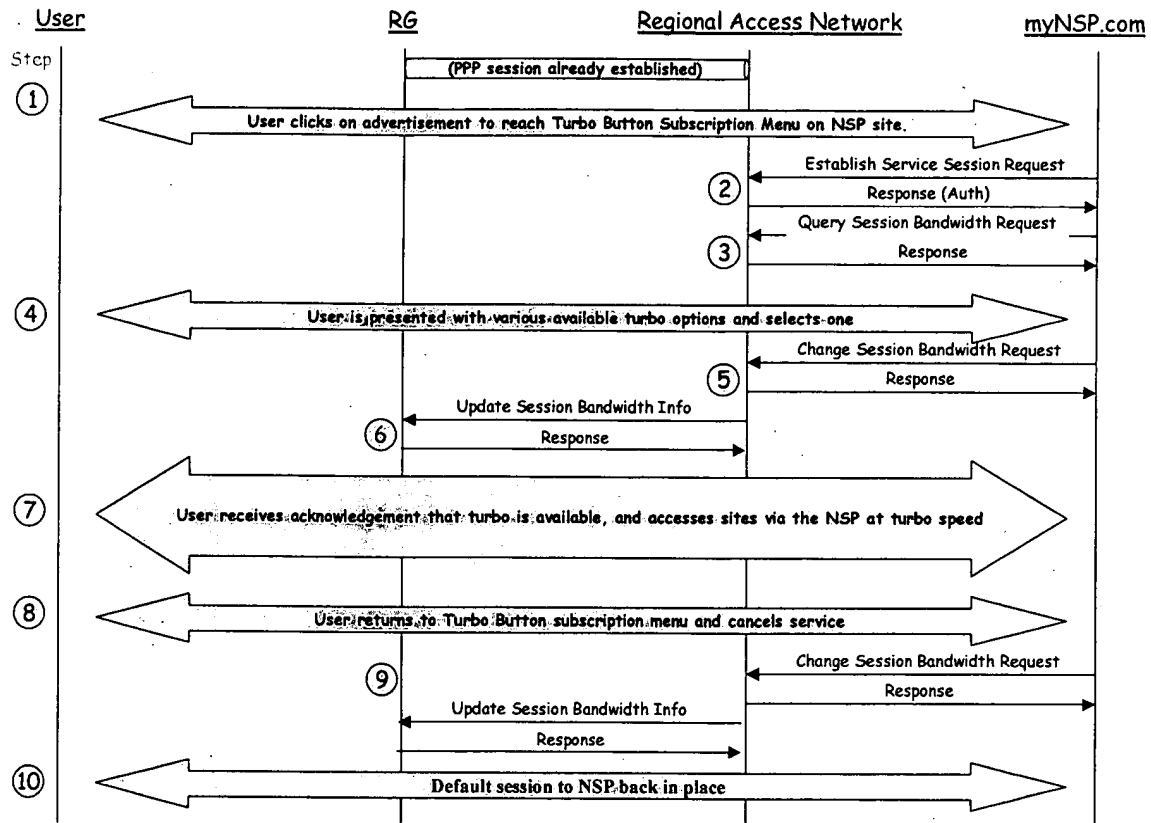 User RG Regional Access Network myNSP.com
Step
(PPP session already established)
1
User clicks on advertisement to reach Turbo Button Subscription Menu on NSP site.
Establish Service Session Request
2
Response (Auth)
Query Session Bandwidth Request
3
Response
4
User is presented with various available turbo options and selects one
Change Session Bandwidth Request
5
Response
Update Session Bandwidth Info
6
Response
7
User receives acknowledgement that turbo is available, and accesses sites via the NSP at turbo speed
8
User returns to Turbo Button subscription menu and cancels service
Change Session Bandwidth Request
9
Response
Update Session Bandwidth Info
Response
10
Default session to NSP back in place